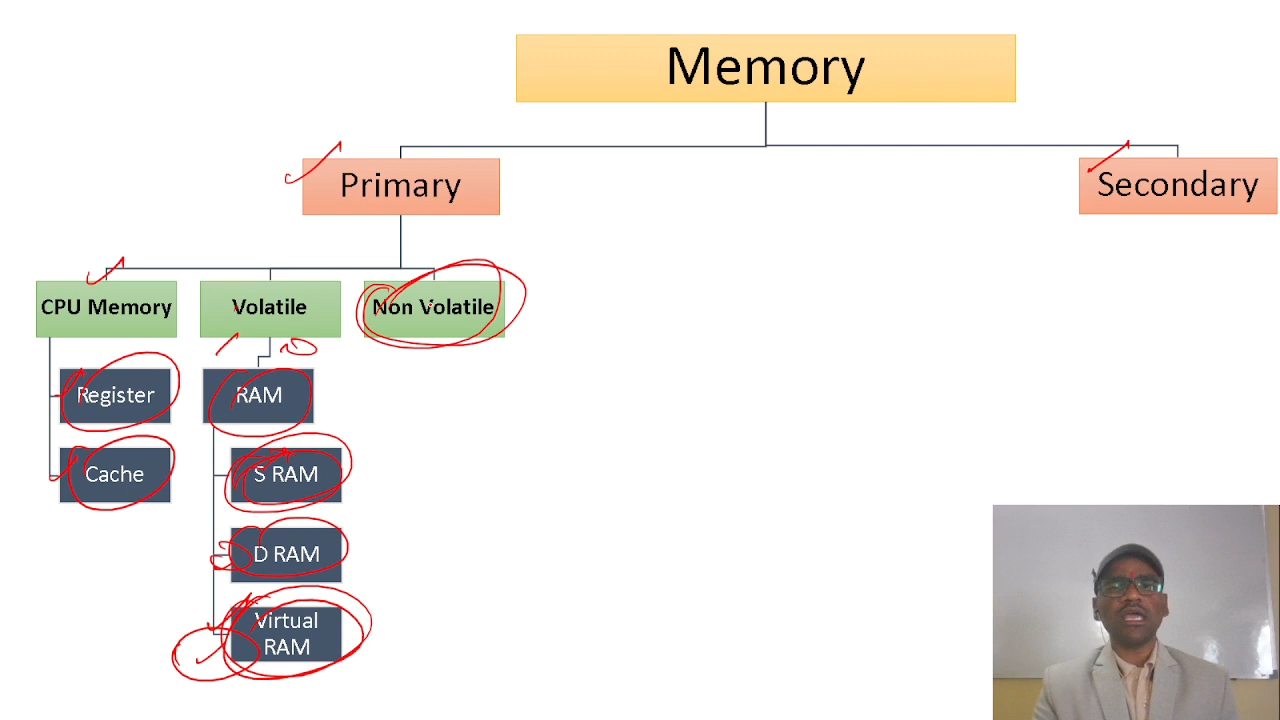 Memory
Primary
Secondary
CPU Memory
Volatile
Non Volatile
Register
RAM
Cache
S RAM
D RAM
Virtual
RAM